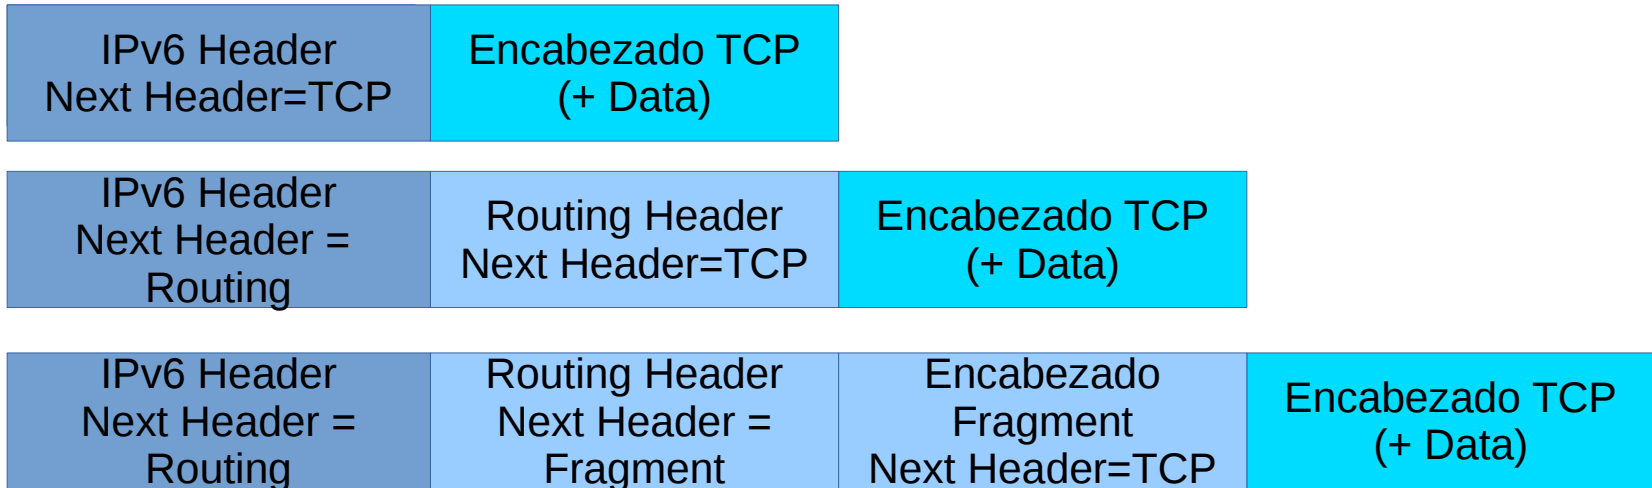 IPv6 Header
Next Header=TCP
Encabezado TCP
(+ Data)
IPv6 Header
Next Header =
Routing
Routing Header
Next Header=TCP
Encabezado TCP
(+ Data)
IPv6 Header
Next Header =
Routing
Routing Header
Next Header =
Fragment
Encabezado
Fragment
Next Header=TCP
Encabezado TCP
(+ Data)